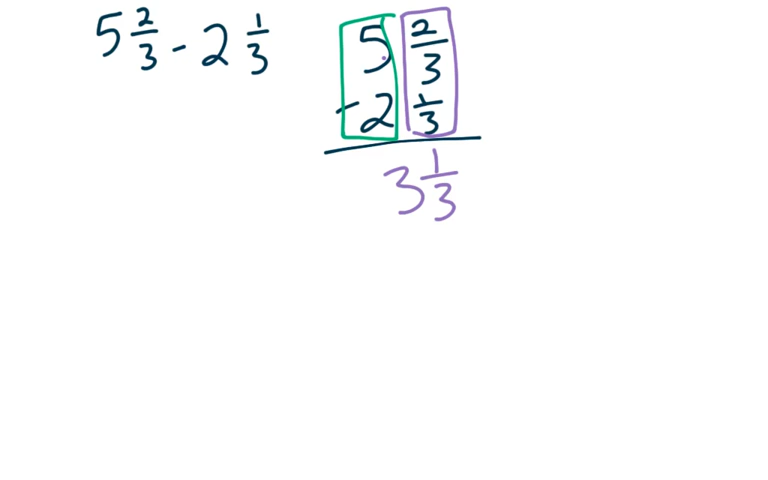 5 2/3 - 2 1/3
5 2/3
- 2 1/3
3 1/3